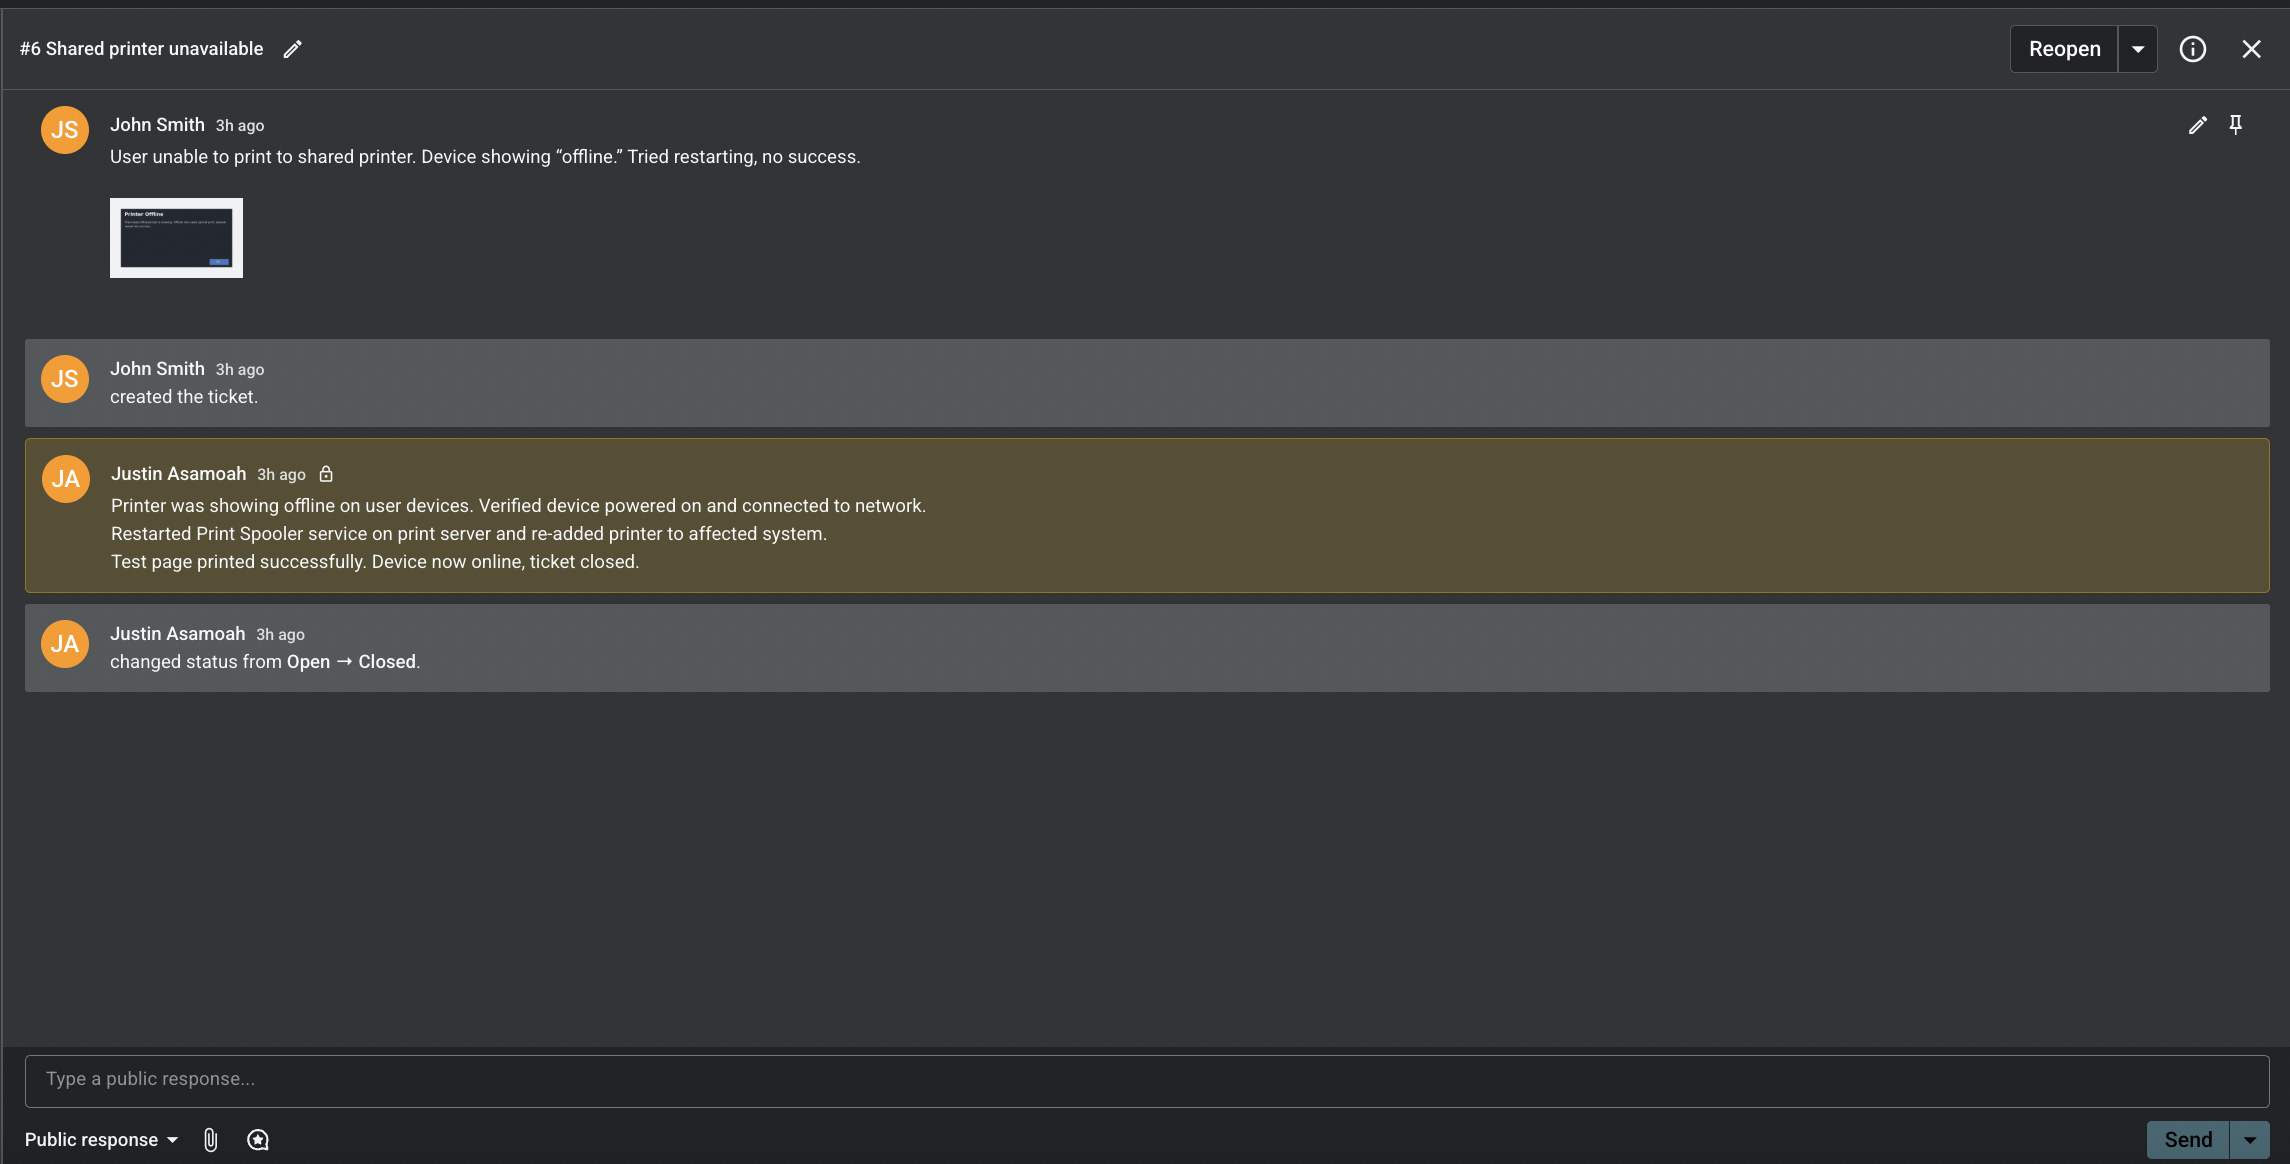 #6 Shared printer unavailable
Reopen
JS
John Smith 3h ago
User unable to print to shared printer. Device showing “offline.” Tried restarting, no success.
Printer Offline
JS
John Smith 3h ago
created the ticket.
JA
Justin Asamoah 3h ago
Printer was showing offline on user devices. Verified device powered on and connected to network.
Restarted Print Spooler service on print server and re-added printer to affected system.
Test page printed successfully. Device now online, ticket closed.
JA
Justin Asamoah 3h ago
changed status from Open → Closed.
Type a public response...
Public response
Send